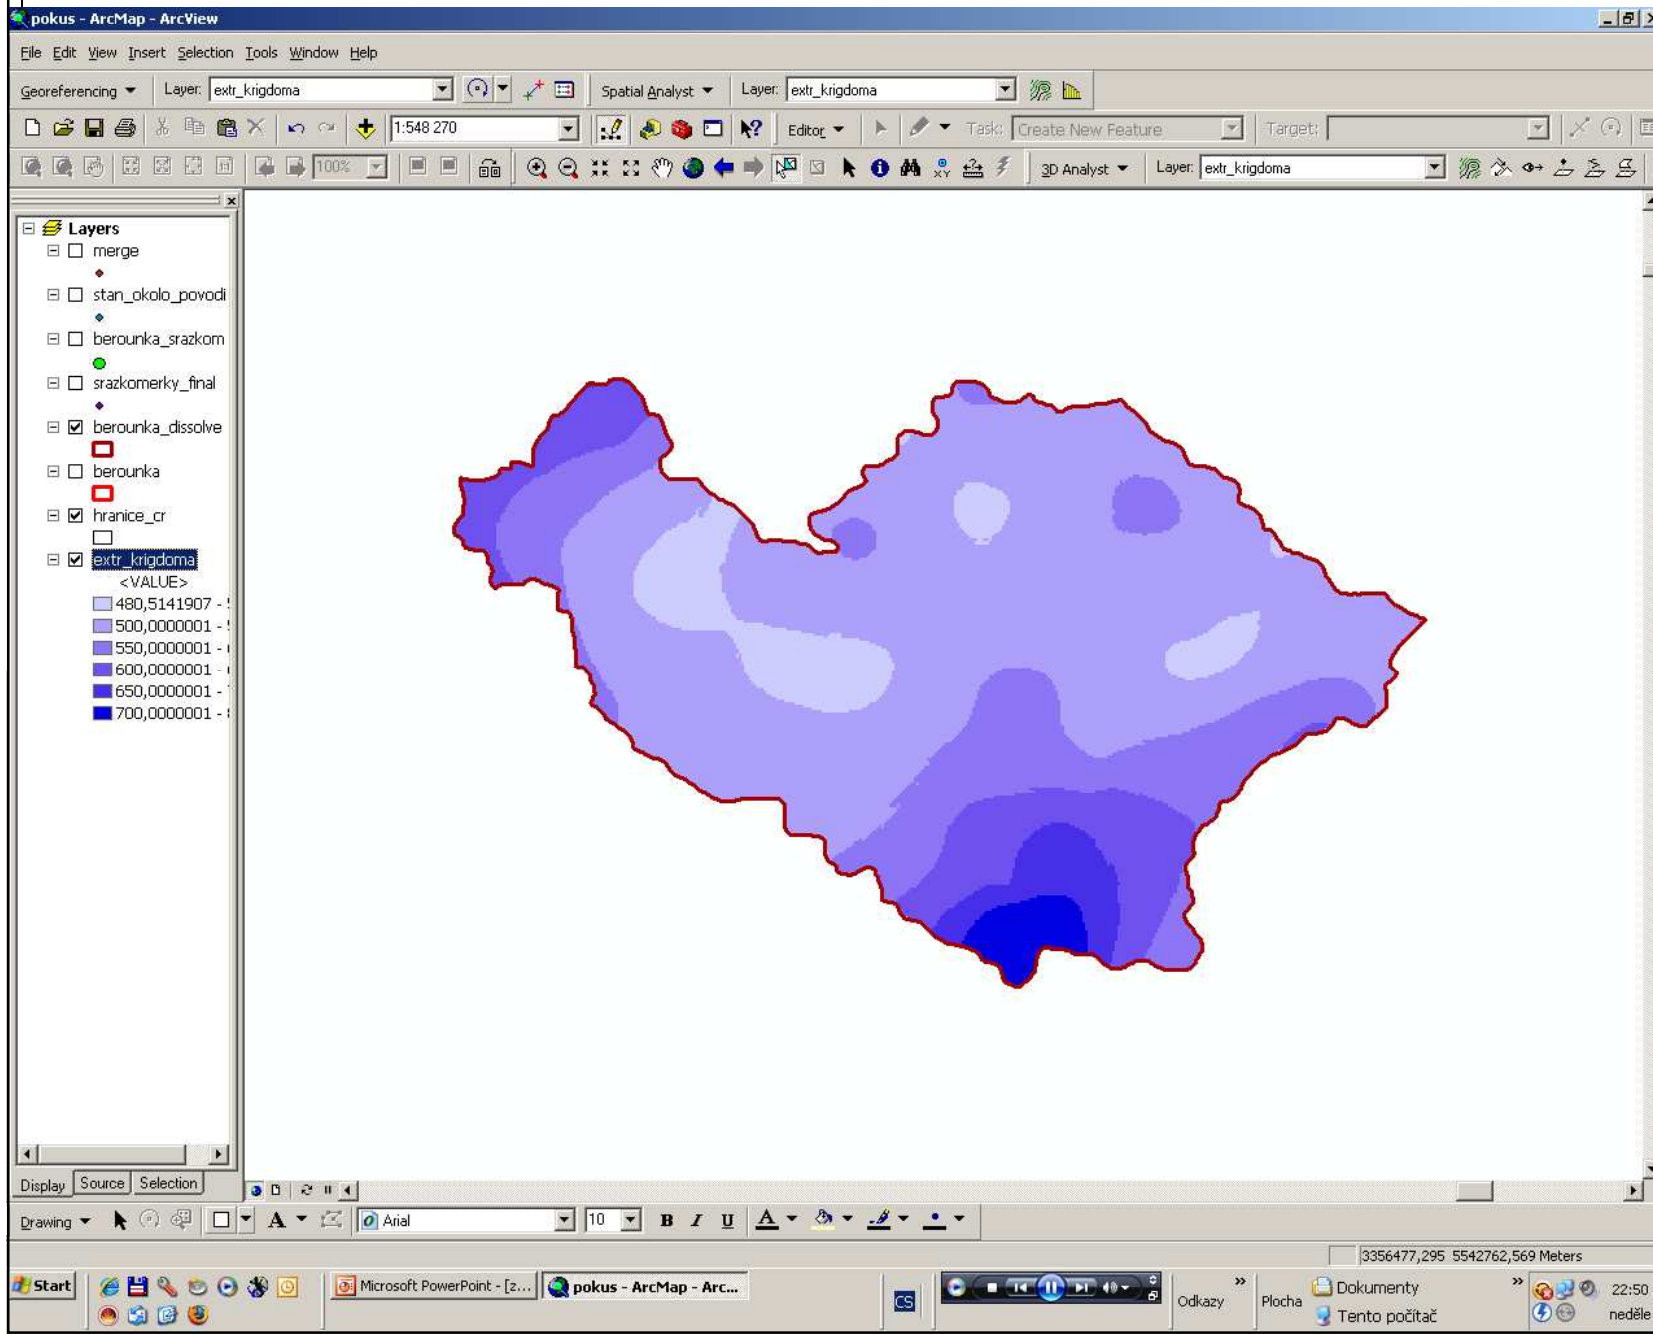 pokus - ArcMap - ArcView
File Edit View Insert Selection Tools Window Help
Georeferencing Layer: extr_krigdoma Spatial Analyst Layer: extr_krigdoma
1:548 270 Editor Task: Create New Feature Target:
100% 3D Analyst Layer: extr_krigdoma
Layers
merge
stan_okolo_povodi
berounka_srazkom
srazkomerky_final
berounka_dissolve
berounka
hranice_cr
extr_krigdoma
<VALUE>
480,5141907 -
500,0000001 -
550,0000001 -
600,0000001 -
650,0000001 -
700,0000001 -
Display Source Selection
Drawing A Arial 10 B I U A
3356477,295 5542762,569 Meters
Start Microsoft PowerPoint - [z... pokus - ArcMap - Arc... CS Odkazy » Plocha Dokumenty » 22:50
Tento počítač neděle